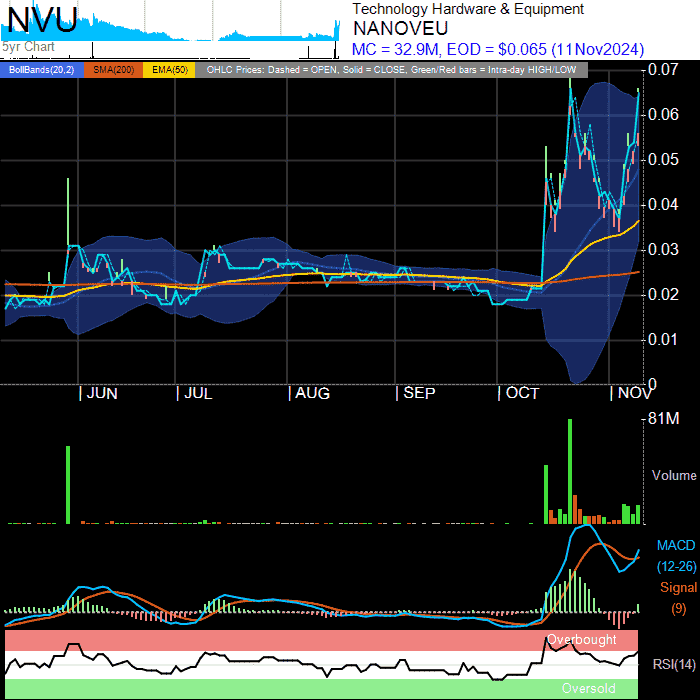 NVU
5yr Chart
Technology Hardware & Equipment
NANOVEU
MC = 32.9M, EOD = $0.065 (11Nov2024)
BollBands(20,2) SMA(200) EMA(50) OHLC Prices: Dashed = OPEN, Solid = CLOSE, Green/Red bars = Intra-day HIGH/LOW
0.07
0.06
0.05
0.04
0.03
0.02
0.01
0
JUN JUL AUG SEP OCT NOV
81M
Volume
MACD
(12-26)
Signal
(9)
Overbought
RSI(14)
Oversold